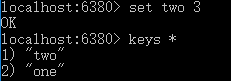 localhost:6380> set two 3
OK
localhost:6380> keys *
1) "two"
2) "one"